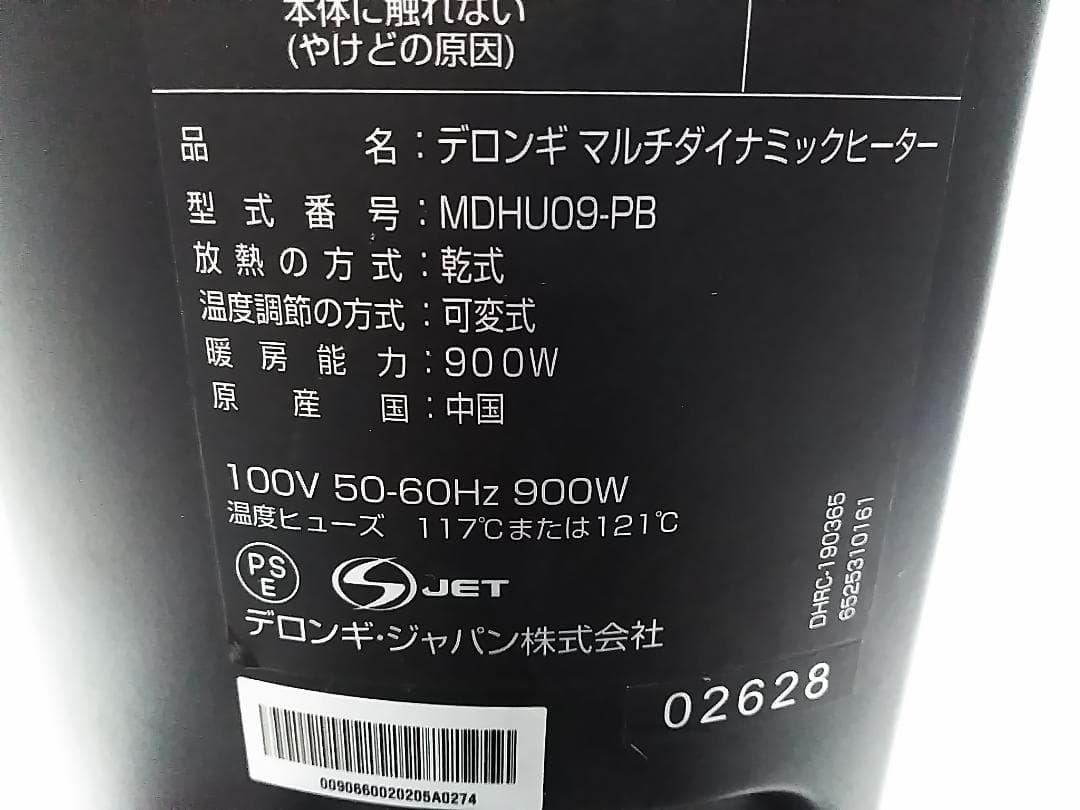 本体に触れない
(やけどの原因)
品名：デロンギ マルチダイナミックヒーター
型式番号：MDHU09-PB
放熱の方式：乾式
温度調節の方式：可変式
暖房能力：900W
原産国：中国
100V 50-60Hz 900W
温度ヒューズ 117℃または121℃
PSE
JET
デロンギ・ジャパン株式会社
DHRC-190365
6525310161
02628
0090660020205A0274